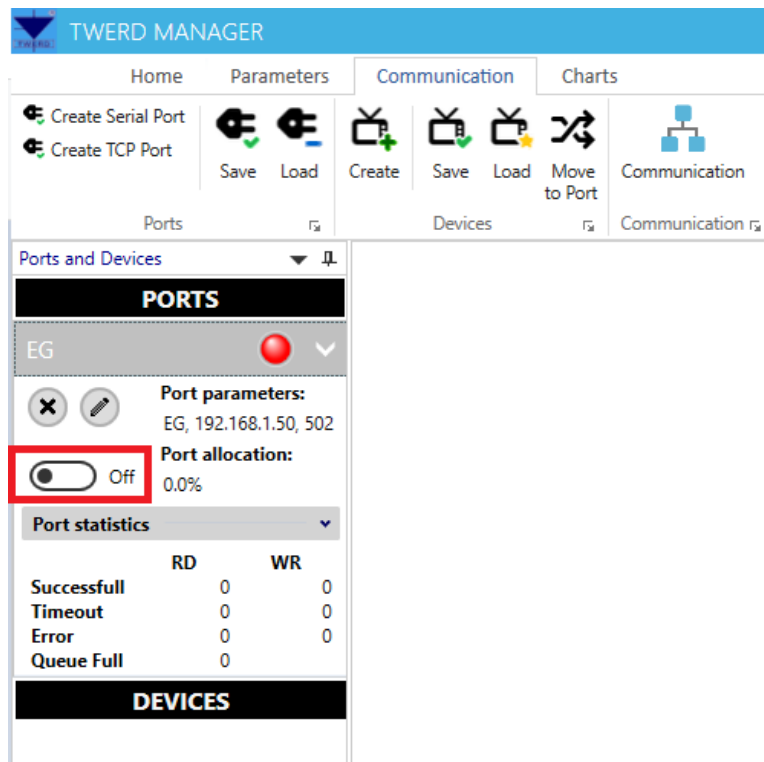 TWERD
TWERD MANAGER
Home Parameters Communication Charts
Create Serial Port
Create TCP Port
Save Load Create Save Load Move to Port Communication
Ports Devices Communication
Ports and Devices
PORTS
EG
Port parameters:
EG, 192.168.1.50, 502
Port allocation:
Off 0.0%
Port statistics
RD WR
Successfull 0 0
Timeout 0 0
Error 0 0
Queue Full 0
DEVICES